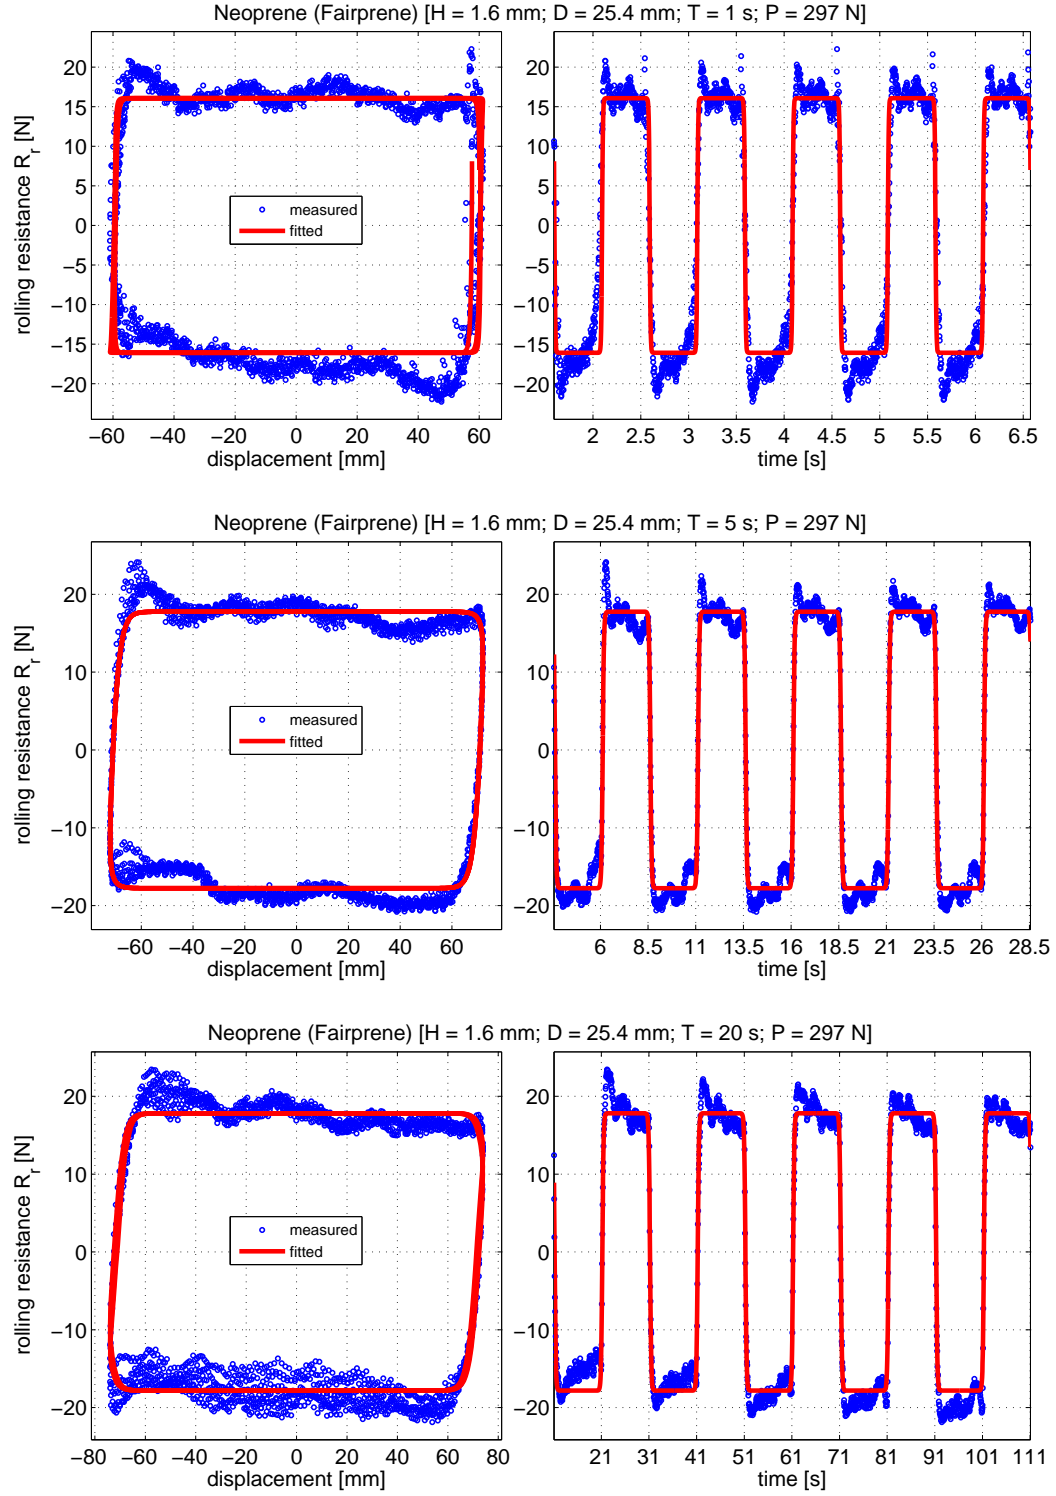 Neoprene (Fairprene) [H = 1.6 mm; D = 25.4 mm; T = 1 s; P = 297 N]
rolling resistance R_r [N]
20
15
10
5
0
−5
−10
−15
−20
measured
fitted
−60 −40 −20 0 20 40 60
displacement [mm]
20
15
10
5
0
−5
−10
−15
−20
2 2.5 3 3.5 4 4.5 5 5.5 6 6.5
time [s]
Neoprene (Fairprene) [H = 1.6 mm; D = 25.4 mm; T = 5 s; P = 297 N]
rolling resistance R_r [N]
20
10
0
−10
−20
measured
fitted
−60 −40 −20 0 20 40 60
displacement [mm]
20
10
0
−10
−20
6 8.5 11 13.5 16 18.5 21 23.5 26 28.5
time [s]
Neoprene (Fairprene) [H = 1.6 mm; D = 25.4 mm; T = 20 s; P = 297 N]
rolling resistance R_r [N]
20
10
0
−10
−20
measured
fitted
−80 −60 −40 −20 0 20 40 60 80
displacement [mm]
20
10
0
−10
−20
21 31 41 51 61 71 81 91 101 111
time [s]